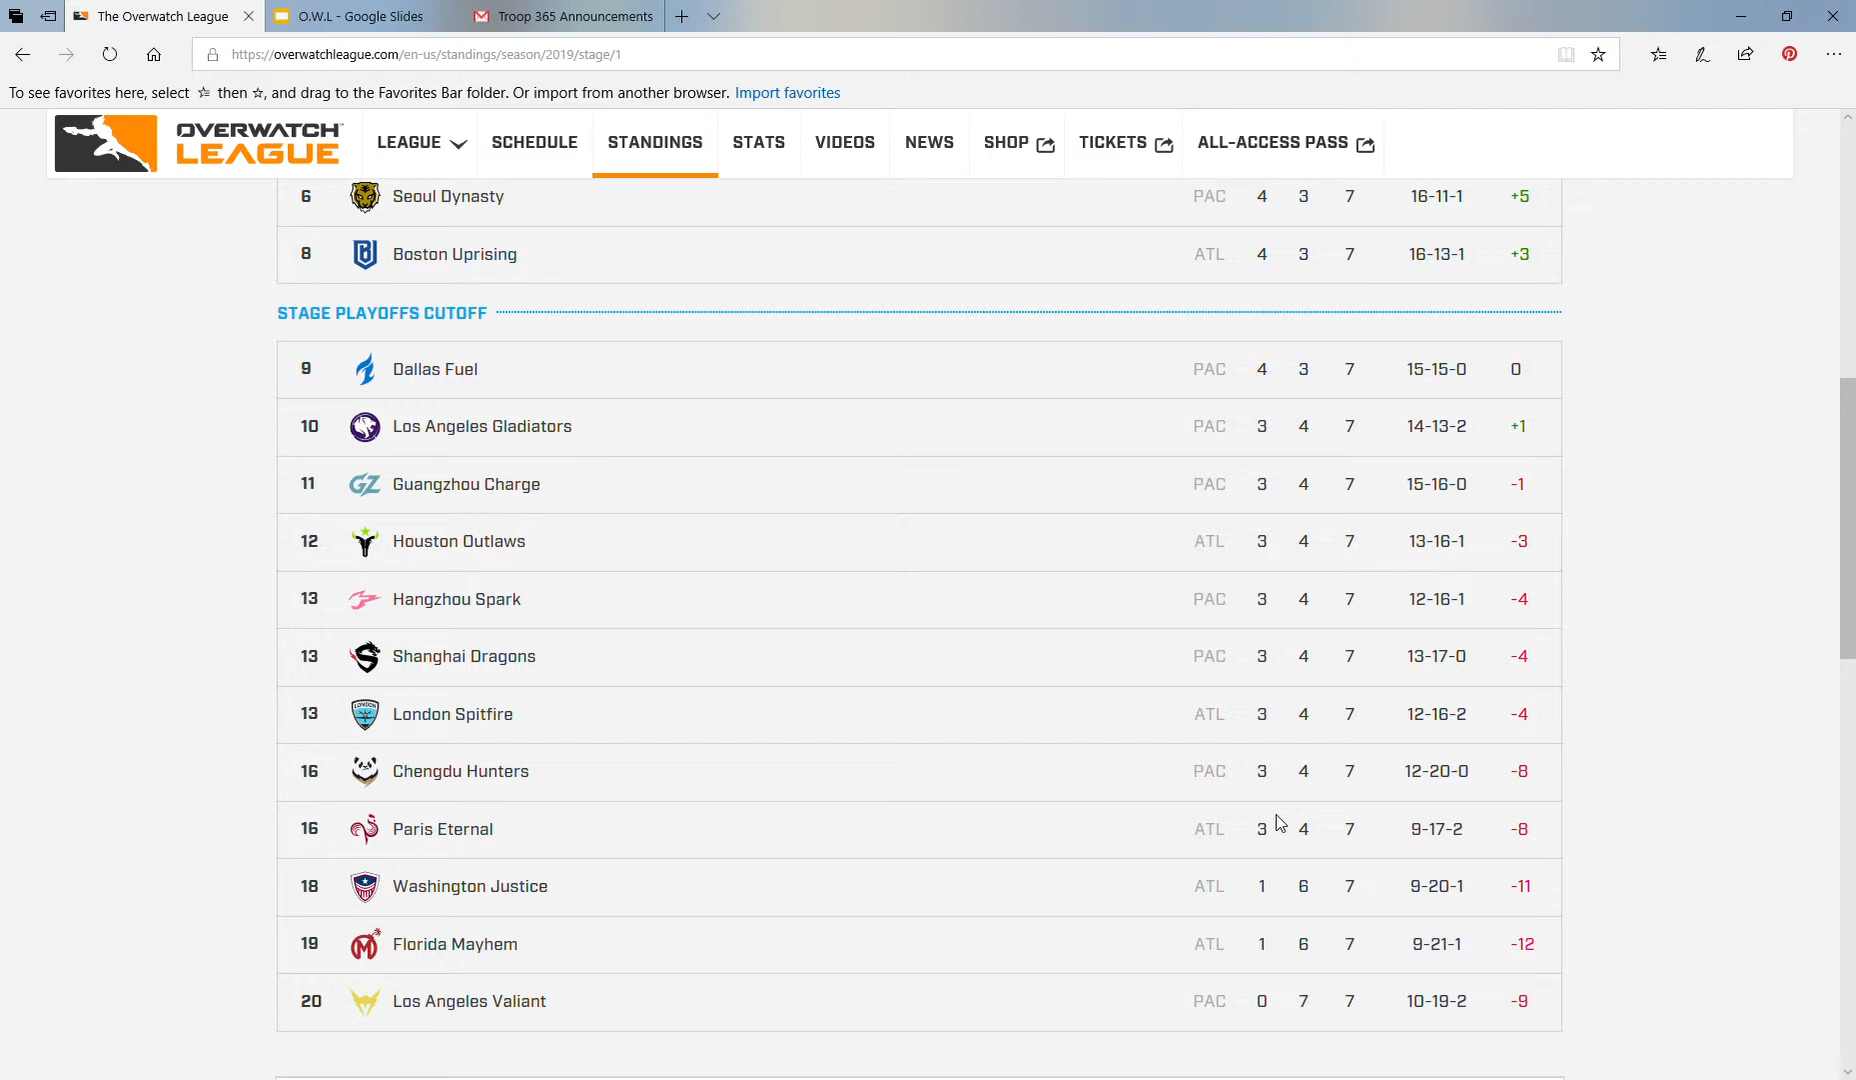 The Overwatch League
O.W.L - Google Slides
Troop 365 Announcements
https://overwatchleague.com/en-us/standings/season/2019/stage/1
To see favorites here, select then , and drag to the Favorites Bar folder. Or import from another browser. Import favorites
OVERWATCH LEAGUE
LEAGUE SCHEDULE STANDINGS STATS VIDEOS NEWS SHOP TICKETS ALL-ACCESS PASS
6 Seoul Dynasty PAC 4 3 7 16-11-1 +5
8 Boston Uprising ATL 4 3 7 16-13-1 +3
STAGE PLAYOFFS CUTOFF
9 Dallas Fuel PAC 4 3 7 15-15-0 0
10 Los Angeles Gladiators PAC 3 4 7 14-13-2 +1
11 GZ Guangzhou Charge PAC 3 4 7 15-16-0 -1
12 Houston Outlaws ATL 3 4 7 13-16-1 -3
13 Hangzhou Spark PAC 3 4 7 12-16-1 -4
13 Shanghai Dragons PAC 3 4 7 13-17-0 -4
13 LONDON London Spitfire ATL 3 4 7 12-16-2 -4
16 Chengdu Hunters PAC 3 4 7 12-20-0 -8
16 Paris Eternal ATL 3 4 7 9-17-2 -8
18 Washington Justice ATL 1 6 7 9-20-1 -11
19 Florida Mayhem ATL 1 6 7 9-21-1 -12
20 Los Angeles Valiant PAC 0 7 7 10-19-2 -9